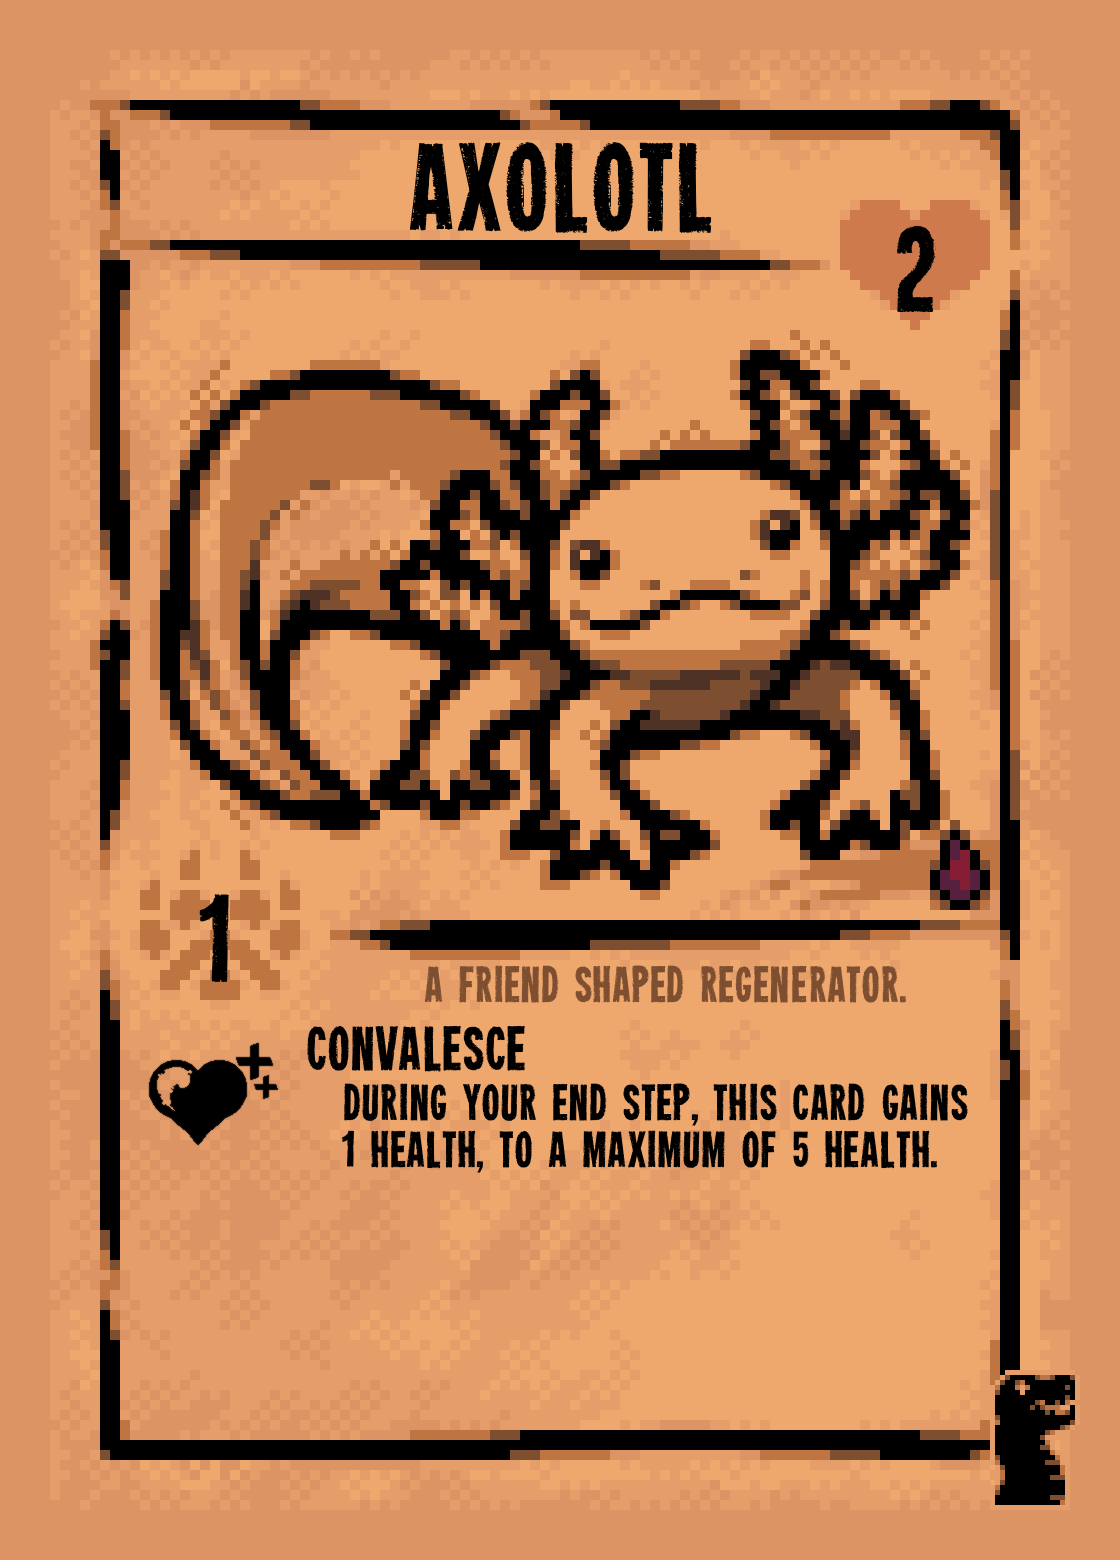 AXOLOTL
2
1
A FRIEND SHAPED REGENERATOR.
CONVALESCE
DURING YOUR END STEP, THIS CARD GAINS
1 HEALTH, TO A MAXIMUM OF 5 HEALTH.